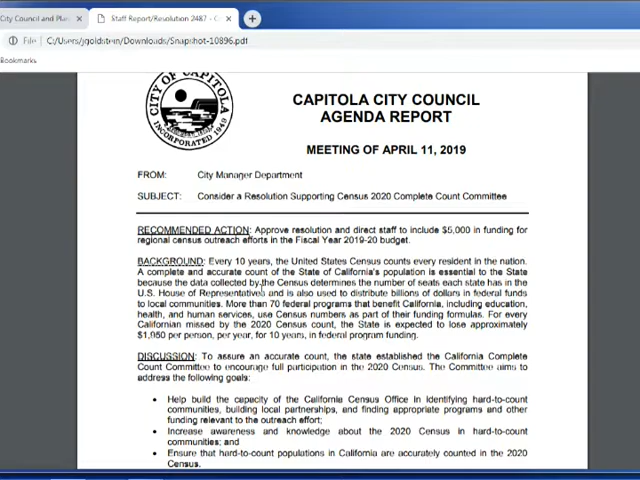 City Council and Plan
Staff Report/Resolution 2487 - C
File
C:/Users/jgoldstein/Downloads/Snapshot-10896.pdf
Bookmarks
CITY OF CAPITOLA
INCORPORATED 1949
CAPITOLA CITY COUNCIL
AGENDA REPORT
MEETING OF APRIL 11, 2019
FROM: City Manager Department
SUBJECT: Consider a Resolution Supporting Census 2020 Complete Count Committee
RECOMMENDED ACTION: Approve resolution and direct staff to include $5,000 in funding for
regional census outreach efforts in the Fiscal Year 2019-20 budget.
BACKGROUND: Every 10 years, the United States Census counts every resident in the nation.
A complete and accurate count of the State of California's population is essential to the State
because the data collected by the Census determines the number of seats each state has in the
U.S. House of Representatives and is also used to distribute billions of dollars in federal funds
to local communities. More than 70 federal programs that benefit California, including education,
health, and human services, use Census numbers as part of their funding formulas. For every
Californian missed by the 2020 Census count, the State is expected to lose approximately
$1,950 per person, per year, for 10 years, in federal program funding.
DISCUSSION: To assure an accurate count, the state established the California Complete
Count Committee to encourage full participation in the 2020 Census. The Committee aims to
address the following goals:
• Help build the capacity of the California Census Office in identifying hard-to-count
communities, building local partnerships, and finding appropriate programs and other
funding relevant to the outreach effort;
• Increase awareness and knowledge about the 2020 Census in hard-to-count
communities; and
• Ensure that hard-to-count populations in California are accurately counted in the 2020
Census.